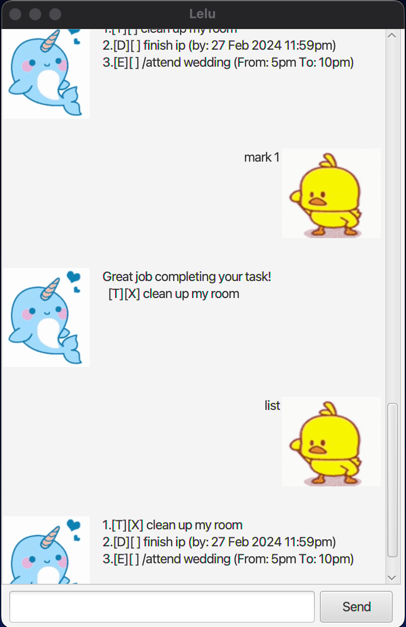 Lelu
1.[T][ ] clean up my room
2.[D][ ] finish ip (by: 27 Feb 2024 11:59pm)
3.[E][ ] /attend wedding (From: 5pm To: 10pm)
mark 1
Great job completing your task!
[T][X] clean up my room
list
1.[T][X] clean up my room
2.[D][ ] finish ip (by: 27 Feb 2024 11:59pm)
3.[E][ ] /attend wedding (From: 5pm To: 10pm)
Send